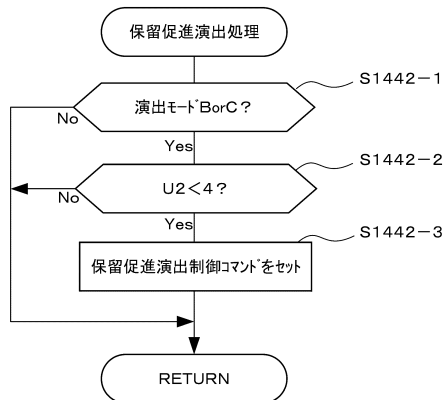 保留促進演出処理
S1442-1
演出ﾓｰﾄﾞBorC?
No
Yes
S1442-2
U2<4?
No
Yes
S1442-3
保留促進演出制御ｺﾏﾝﾄﾞをｾｯﾄ
RETURN